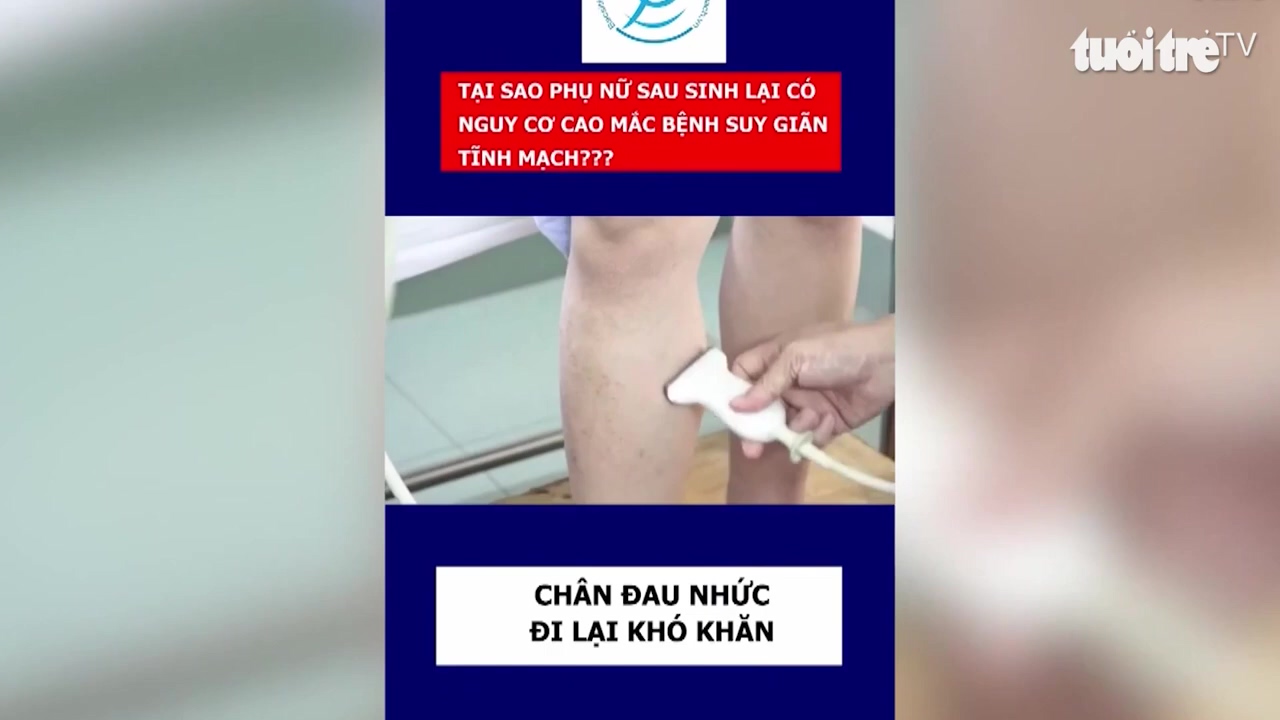 tuổi trẻ TV
TẠI SAO PHỤ NỮ SAU SINH LẠI CÓ
NGUY CƠ CAO MẮC BỆNH SUY GIÃN
TĨNH MẠCH???
CHÂN ĐAU NHỨC
ĐI LẠI KHÓ KHĂN